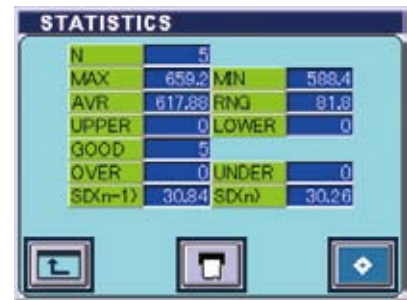 STATISTICS
N 5
MAX 659.2 MIN 588.4
AVR 617.88 RNG 81.8
UPPER 0 LOWER 0
GOOD 5
OVER 0 UNDER 0
SD(n-1) 30.84 SD(n) 30.26